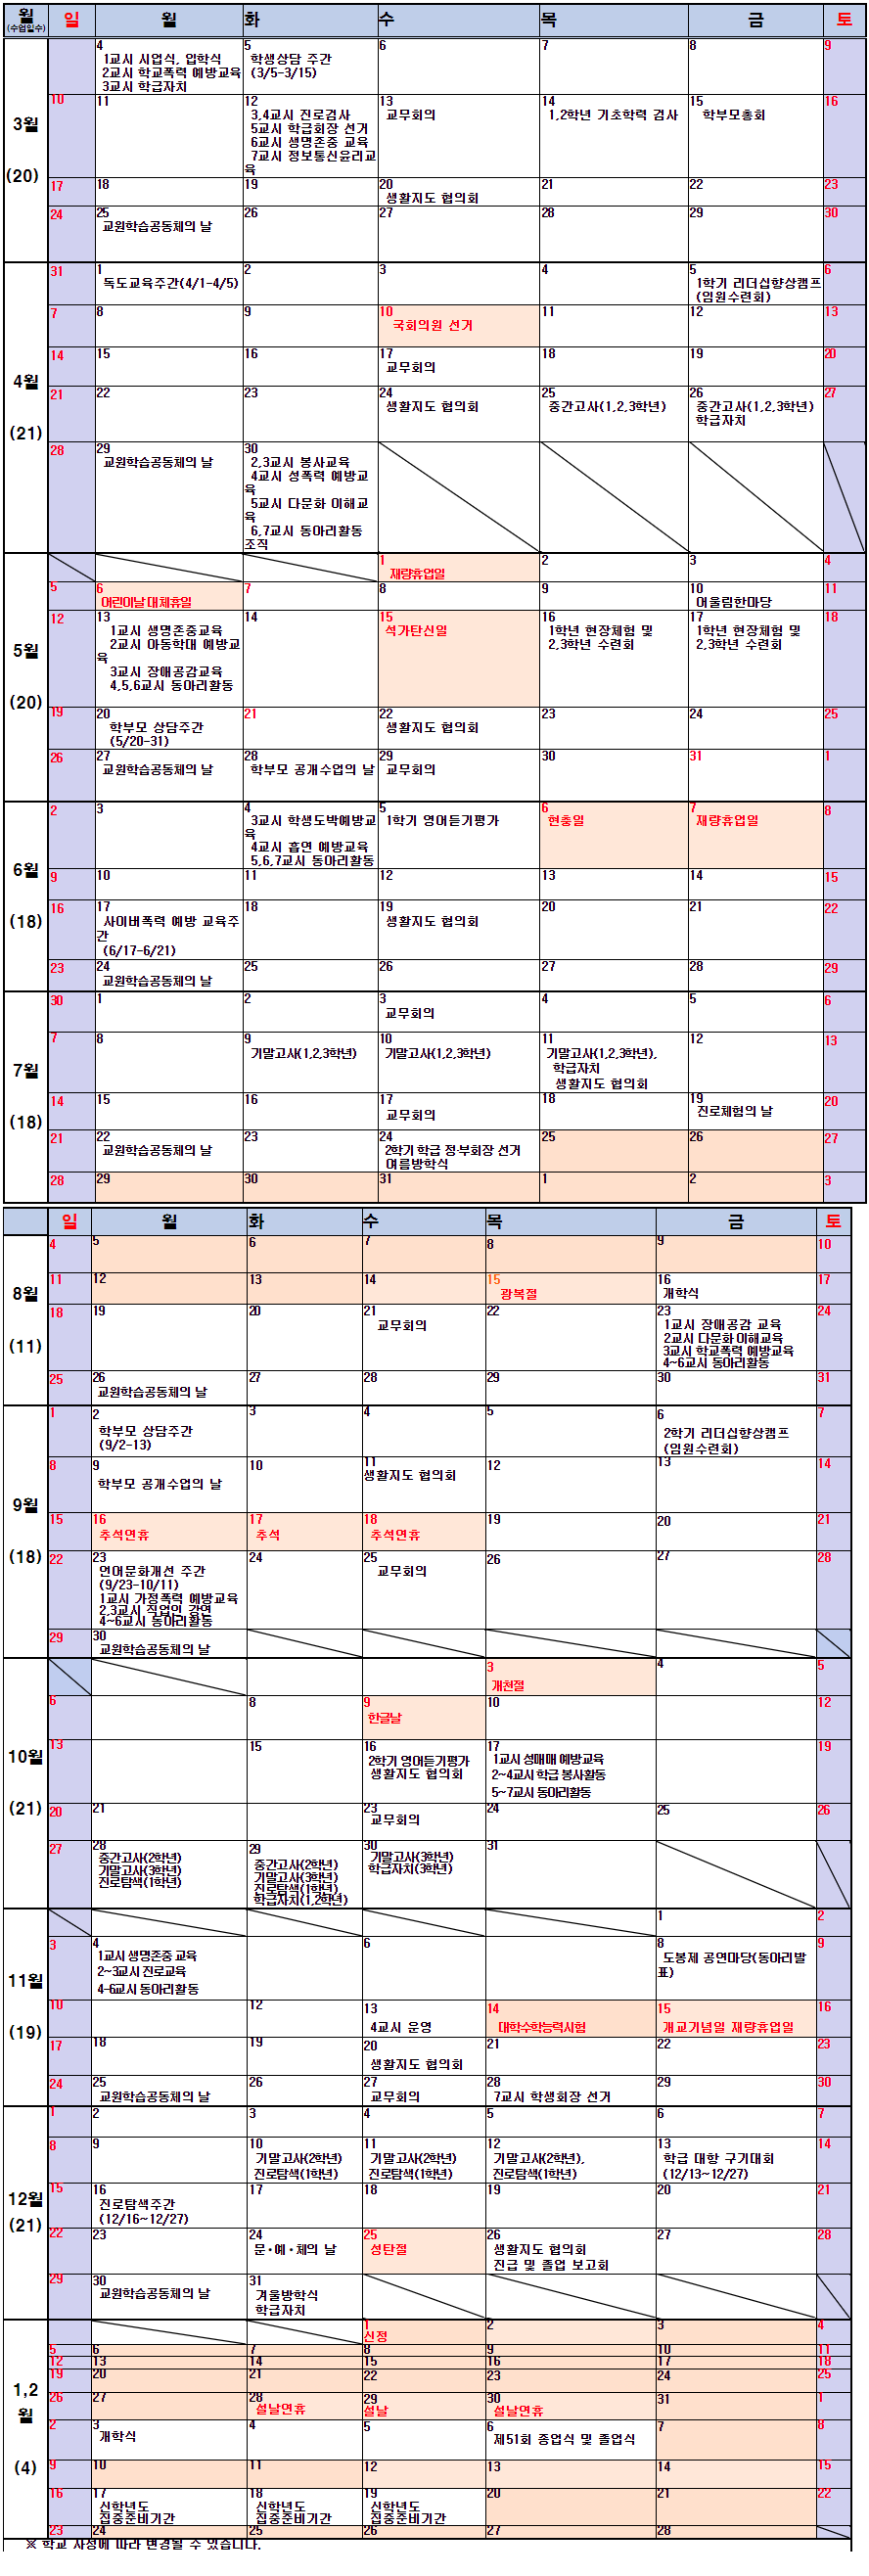 월 일 월 화 수 목 금 토
(수업일수)
4 5 6 7 8 9
1교시 시업식, 입학식 학생상담 주간
2교시 학교폭력 예방교육 (3/5-3/15)
3교시 학급자치
3월
(20)
10 11 12 13 14 15 16
3,4교시 진로검사 교무회의 1,2학년 기초학력 검사 학부모총회
5교시 학급회장 선거
6교시 생명존중 교육
7교시 정보통신윤리교
육
17 18 19 20 21 22 23
생활지도 협의회
24 25 26 27 28 29 30
교원학습공동체의 날
31 1 2 3 4 5 6
독도교육주간(4/1-4/5) 1학기 리더십향상캠프
(임원수련회)
7 8 9 10 11 12 13
국회의원 선거
4월
(21)
14 15 16 17 18 19 20
교무회의
21 22 23 24 25 26 27
생활지도 협의회 중간고사(1,2,3학년) 중간고사(1,2,3학년)
학급자치
28 29 30
교원학습공동체의 날 2,3교시 봉사교육
4교시 성폭력 예방교
육
5교시 다문화 이해교
육
6,7교시 동아리활동
조직
1 2 3 4
재량휴업일
5 6 7 8 9 10 11
어린이날 대체휴일 어울림한마당
5월
(20)
12 13 14 15 16 17 18
1교시 생명존중교육 석가탄신일 1학년 현장체험 및 1학년 현장체험 및
2교시 아동학대 예방교 2,3학년 수련회 2,3학년 수련회
육
3교시 장애공감교육
4,5,6교시 동아리활동
19 20 21 22 23 24 25
학부모 상담주간 생활지도 협의회
(5/20-31)
26 27 28 29 30 31 1
교원학습공동체의 날 학부모 공개수업의 날 교무회의
2 3 4 5 6 7 8
3교시 학생도박예방교 1학기 영어듣기평가 현충일 재량휴업일
육
4교시 흡연 예방교육
5,6,7교시 동아리활동
6월
(18)
9 10 11 12 13 14 15
16 17 18 19 20 21 22
사이버폭력 예방 교육주 생활지도 협의회
간
(6/17-6/21)
23 24 25 26 27 28 29
교원학습공동체의 날
30 1 2 3 4 5 6
교무회의
7 8 9 10 11 12 13
기말고사(1,2,3학년) 기말고사(1,2,3학년) 기말고사(1,2,3학년),
학급자치
생활지도 협의회
7월
(18)
14 15 16 17 18 19 20
교무회의 진로체험의 날
21 22 23 24 25 26 27
교원학습공동체의 날 2학기 학급 정·부회장 선거
여름방학식
28 29 30 31 1 2 3
일 월 화 수 목 금 토
4 5 6 7 8 9 10
11 12 13 14 15 16 17
광복절 개학식
8월
(11)
18 19 20 21 22 23 24
교무회의 1교시 장애공감 교육
2교시 다문화 이해교육
3교시 학교폭력 예방교육
4~6교시 동아리활동
25 26 27 28 29 30 31
교원학습공동체의 날
1 2 3 4 5 6 7
학부모 상담주간 2학기 리더십향상캠프
(9/2-13) (임원수련회)
8 9 10 11 12 13 14
학부모 공개수업의 날 생활지도 협의회
9월
(18)
15 16 17 18 19 20 21
추석연휴 추석 추석연휴
22 23 24 25 26 27 28
언어문화개선 주간 교무회의
(9/23-10/11)
1교시 가정폭력 예방교육
2,3교시 직업인 강연
4~6교시 동아리활동
29 30
교원학습공동체의 날
3 4 5
개천절
6 8 9 10 12
한글날
10월
(21)
13 15 16 17 19
2학기 영어듣기평가 1교시 성매매 예방교육
생활지도 협의회 2~4교시 학급 봉사활동
5~7교시 동아리활동
20 21 23 24 25 26
교무회의
27 28 29 30 31
중간고사(2학년) 중간고사(2학년) 기말고사(3학년)
기말고사(3학년) 기말고사(3학년) 학급자치(3학년)
진로탐색(1학년) 진로탐색(1학년)
학급자치(1,2학년)
1 2
3 4 6 8 9
1교시 생명존중 교육 도봉제 공연마당(동아리발
2~3교시 진로교육 표)
4-6교시 동아리활동
11월
(19)
10 12 13 14 15 16
4교시 운영 대학수학능력시험 개교기념일 재량휴업일
17 18 19 20 21 22 23
생활지도 협의회
24 25 26 27 28 29 30
교원학습공동체의 날 교무회의 7교시 학생회장 선거
1 2 3 4 5 6 7
8 9 10 11 12 13 14
기말고사(2학년) 기말고사(2학년) 기말고사(2학년), 학급 대항 구기대회
진로탐색(1학년) 진로탐색(1학년) 진로탐색(1학년) (12/13~12/27)
12월
(21)
15 16 17 18 19 20 21
진로탐색주간
(12/16~12/27)
22 23 24 25 26 27 28
문·예·체의 날 성탄절 생활지도 협의회
진급 및 졸업 보고회
29 30 31
교원학습공동체의 날 겨울방학식
학급자치
1 2 3 4
신정
5 6 7 8 9 10 11
12 13 14 15 16 17 18
19 20 21 22 23 24 25
1,2
월
(4)
26 27 28 29 30 31 1
설날연휴 설날 설날연휴
2 3 4 5 6 7 8
개학식 제51회 종업식 및 졸업식
9 10 11 12 13 14 15
16 17 18 19 20 21 22
신학년도 신학년도 신학년도
집중준비기간 집중준비기간 집중준비기간
23 24 25 26 27 28
※ 학교 사정에 따라 변경될 수 있습니다.